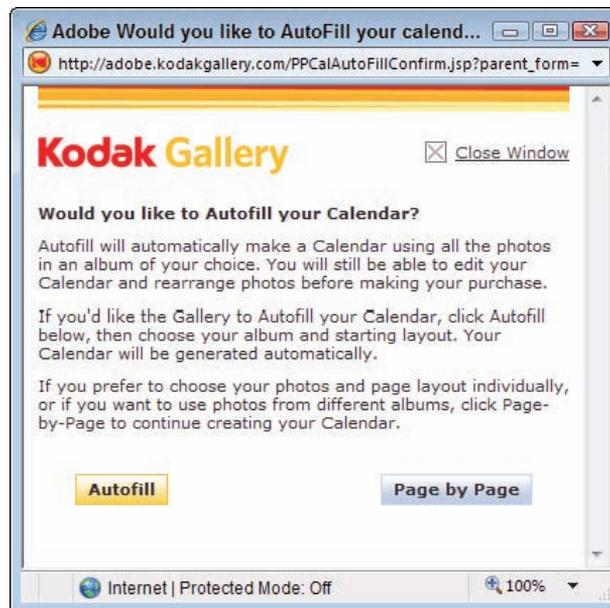 Adobe Would you like to AutoFill your calend...
http://adobe.kodakgallery.com/PPCalAutoFillConfirm.jsp?parent_form=
Kodak Gallery
Close Window
Would you like to Autofill your Calendar?
Autofill will automatically make a Calendar using all the photos
in an album of your choice. You will still be able to edit your
Calendar and rearrange photos before making your purchase.
If you'd like the Gallery to Autofill your Calendar, click Autofill
below, then choose your album and starting layout. Your
Calendar will be generated automatically.
If you prefer to choose your photos and page layout individually,
or if you want to use photos from different albums, click Page-
by-Page to continue creating your Calendar.
Autofill
Page by Page
Internet | Protected Mode: Off
100%